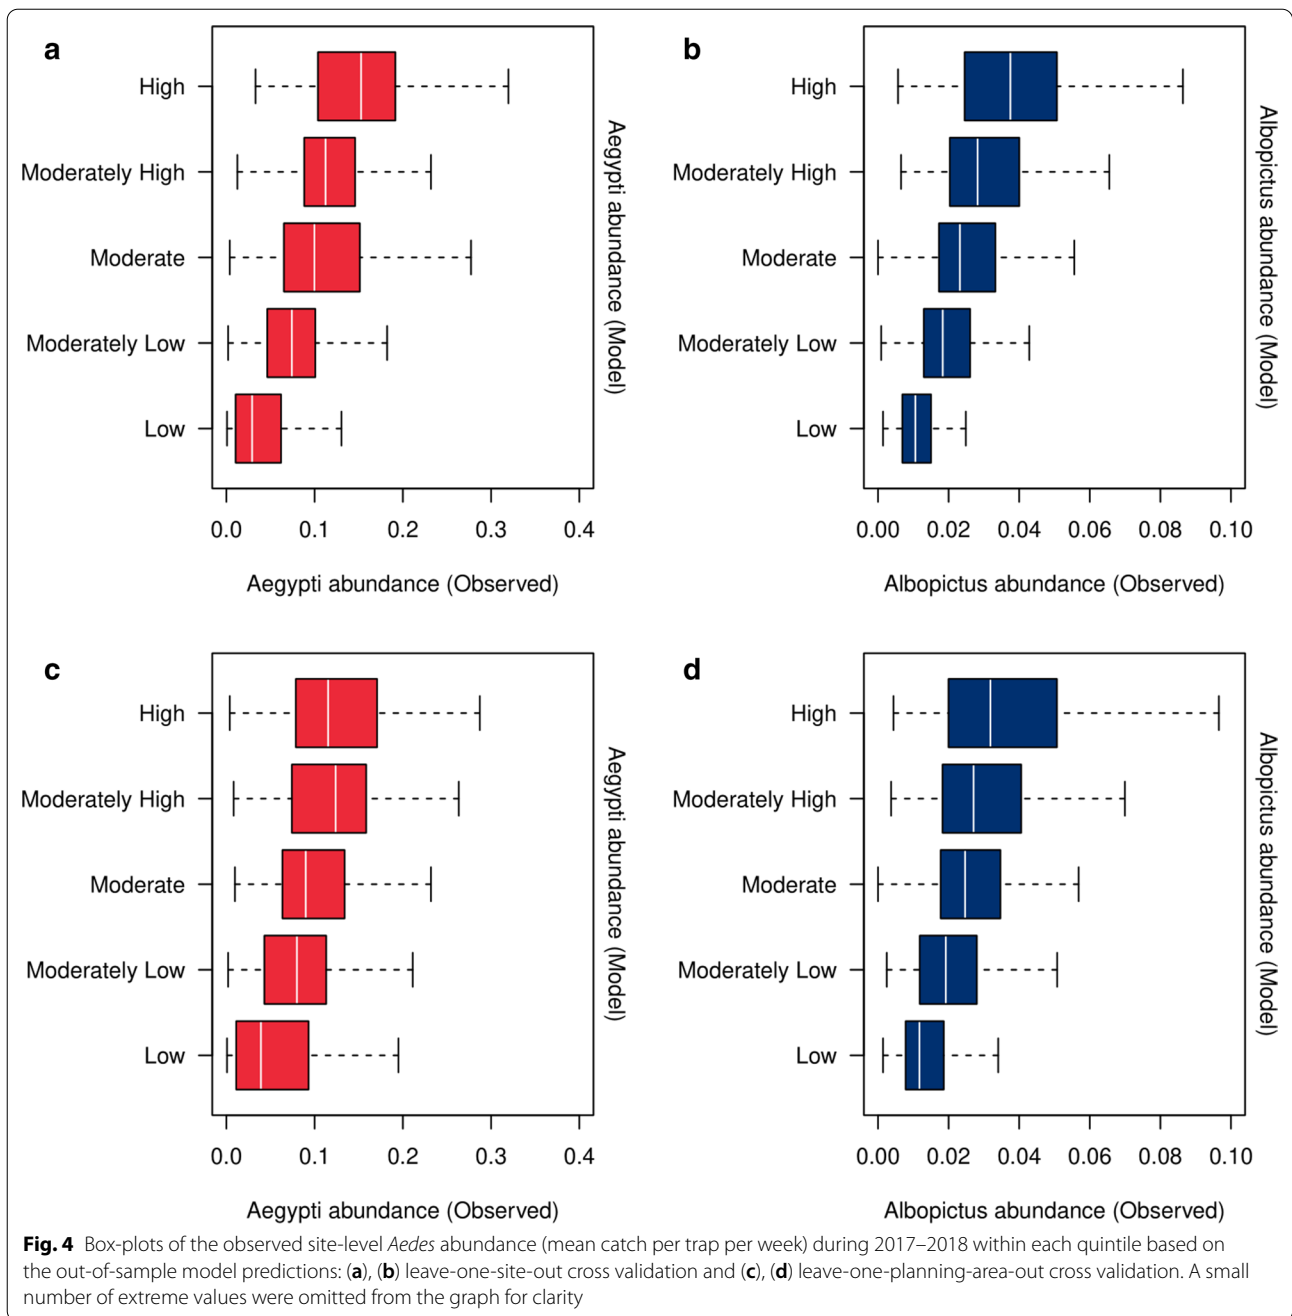 a
High
Moderately High
Moderate
Moderately Low
Low
0.0 0.1 0.2 0.3 0.4
Aegypti abundance (Observed)
Aegypti abundance (Model)
b
High
Moderately High
Moderate
Moderately Low
Low
0.00 0.02 0.04 0.06 0.08 0.10
Albopictus abundance (Observed)
Albopictus abundance (Model)
c
High
Moderately High
Moderate
Moderately Low
Low
0.0 0.1 0.2 0.3 0.4
Aegypti abundance (Observed)
Aegypti abundance (Model)
d
High
Moderately High
Moderate
Moderately Low
Low
0.00 0.02 0.04 0.06 0.08 0.10
Albopictus abundance (Observed)
Albopictus abundance (Model)
Fig. 4 Box-plots of the observed site-level Aedes abundance (mean catch per trap per week) during 2017–2018 within each quintile based on
the out-of-sample model predictions: (a), (b) leave-one-site-out cross validation and (c), (d) leave-one-planning-area-out cross validation. A small
number of extreme values were omitted from the graph for clarity